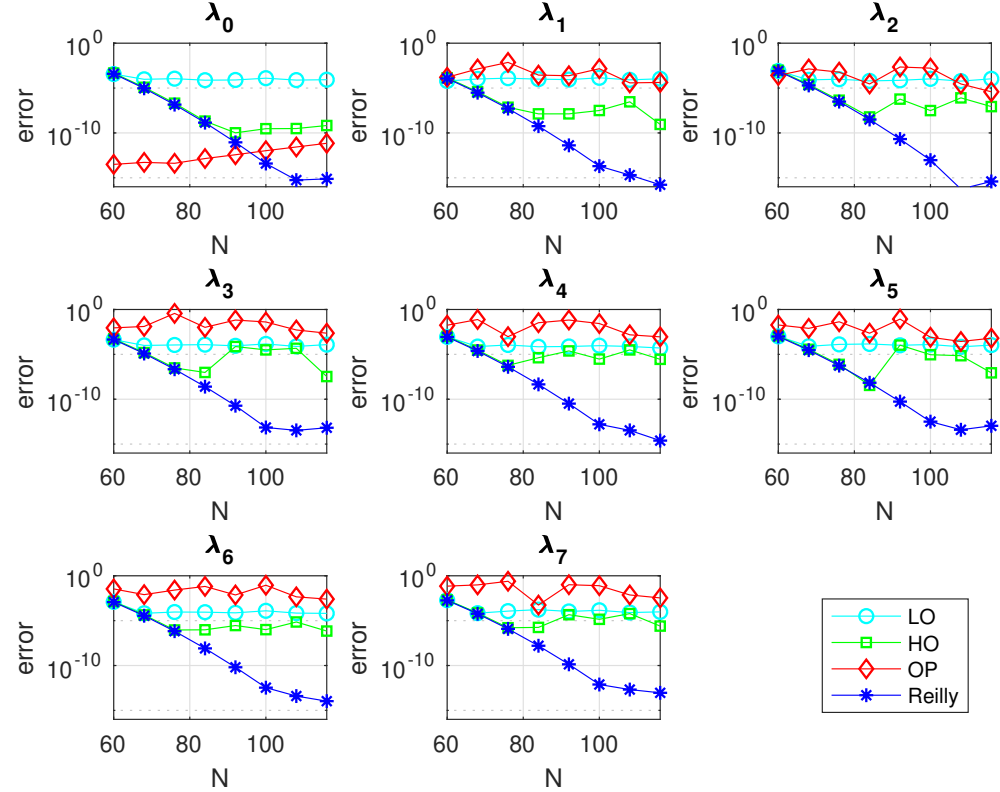 λ0 λ1 λ2
10^0 10^0 10^0
error error error
10^-10 10^-10 10^-10
60 80 100 60 80 100 60 80 100
N N N
λ3 λ4 λ5
10^0 10^0 10^0
error error error
10^-10 10^-10 10^-10
60 80 100 60 80 100 60 80 100
N N N
λ6 λ7
10^0 10^0
error error
10^-10 10^-10
60 80 100 60 80 100
N N
LO
HO
OP
Reilly